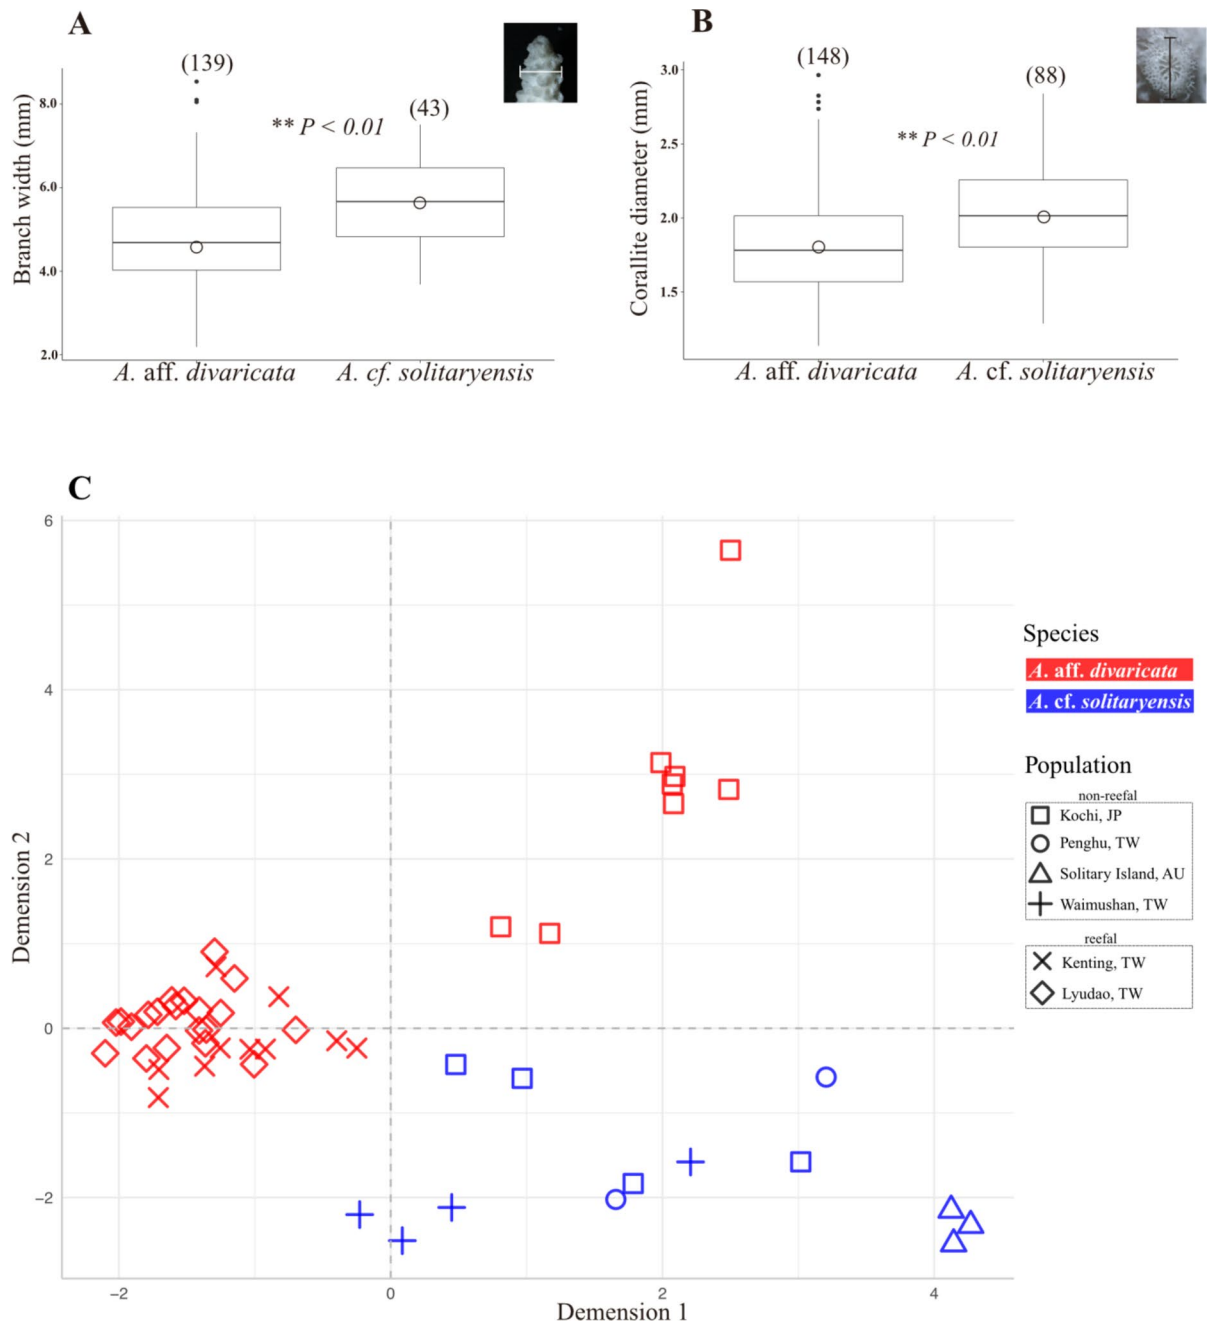 A
(139)
(43)
** P < 0.01
Branch width (mm)
8.0
6.0
4.0
2.0
A. aff. divaricata
A. cf. solitaryensis
B
(148)
(88)
** P < 0.01
Corallite diameter (mm)
3.0
2.5
2.0
1.5
A. aff. divaricata
A. cf. solitaryensis
C
Demension 2
6
4
2
0
−2
−2
0
2
4
Demension 1
Species
A. aff. divaricata
A. cf. solitaryensis
Population
non-reefal
Kochi, JP
Penghu, TW
Solitary Island, AU
Waimushan, TW
reefal
Kenting, TW
Lyudao, TW